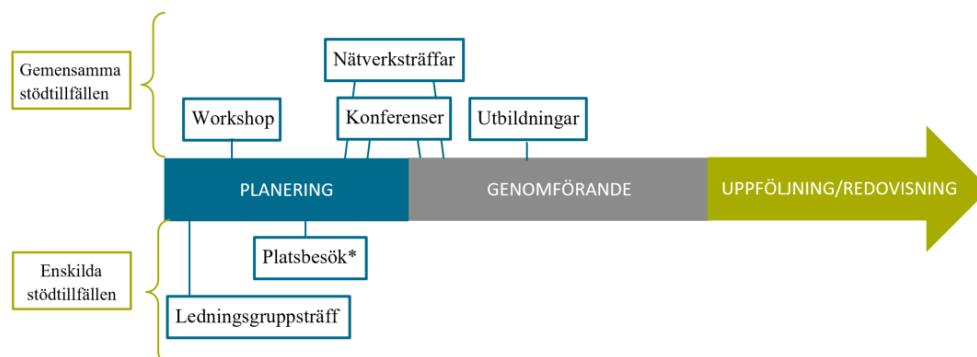 Gemensamma
stödtillfällen
Nätverksträffar
Workshop
Konferenser
Utbildningar
PLANERING
GENOMFÖRANDE
UPPFÖLJNING/REDOVISNING
Platsbesök*
Enskilda
stödtillfällen
Ledningsgruppsträff